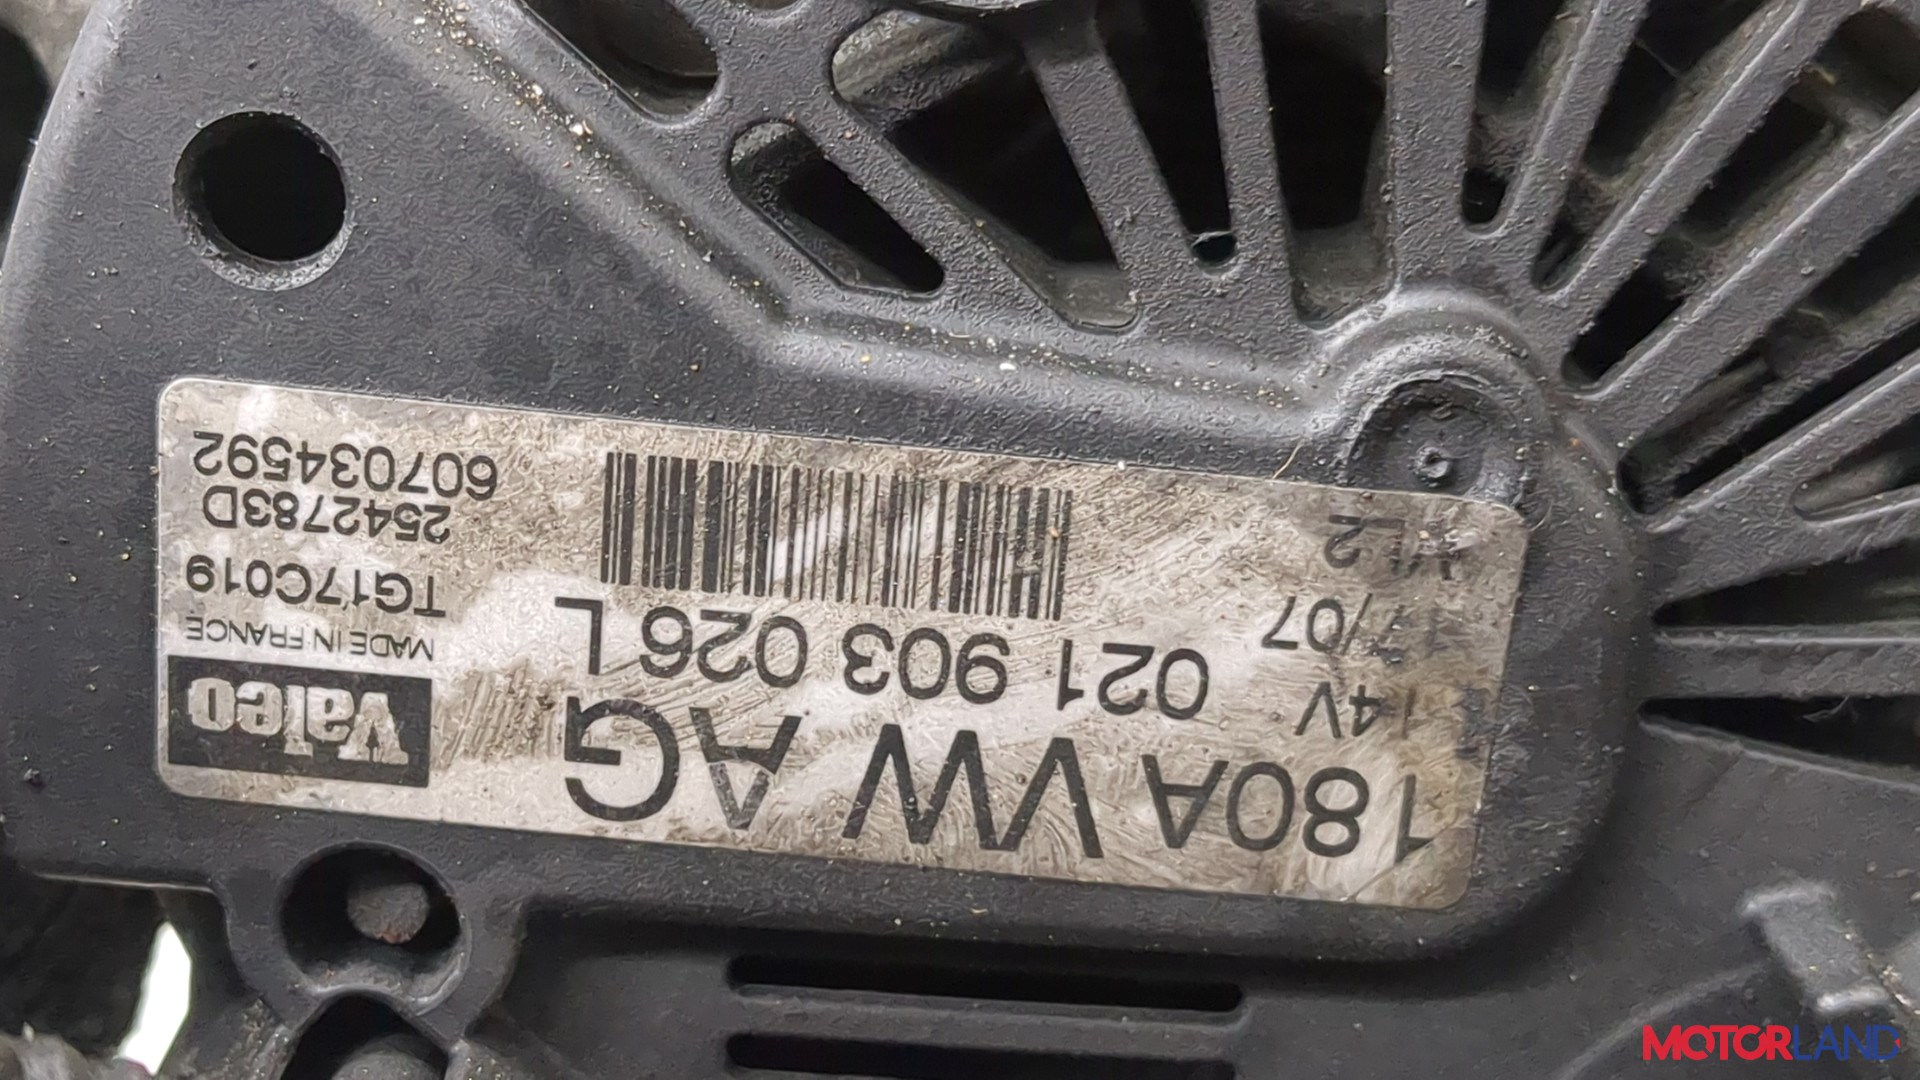 180A VW AG
14V
021 903 026 L
17/07
Valeo
MADE IN FRANCE
TG17C019
2542783D
607034592
MOTORLAND